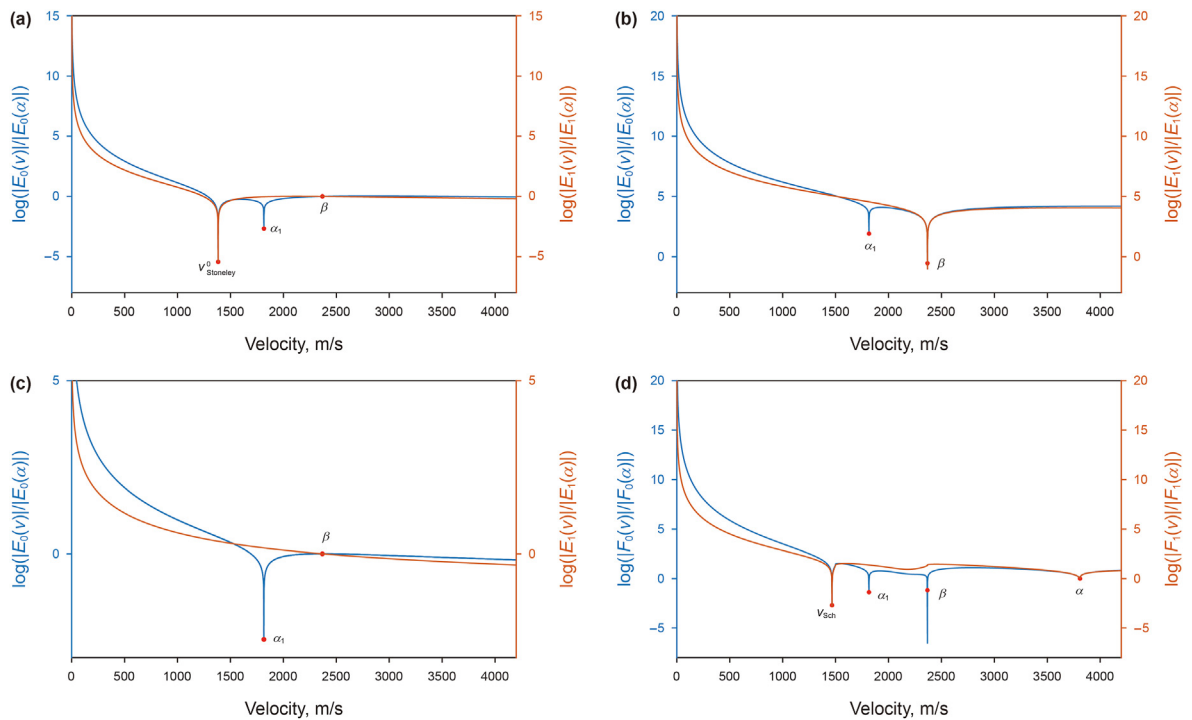 (a)
15
10
5
0
−5
log(|E₀(v)|/|E₀(α)|)
15
10
5
0
−5
log(|E₁(v)|/|E₁(α)|)
β
α₁
v⁰Stoneley
0 500 1000 1500 2000 2500 3000 3500 4000
Velocity, m/s
(b)
20
15
10
5
0
log(|E₀(v)|/|E₀(α)|)
20
15
10
5
0
log(|E₁(v)|/|E₁(α)|)
α₁
β
0 500 1000 1500 2000 2500 3000 3500 4000
Velocity, m/s
(c)
5
0
log(|E₀(v)|/|E₀(α)|)
5
0
log(|E₁(v)|/|E₁(α)|)
β
α₁
0 500 1000 1500 2000 2500 3000 3500 4000
Velocity, m/s
(d)
20
15
10
5
0
−5
log(|F₀(v)|/|F₀(α)|)
20
15
10
5
0
−5
log(|F₁(v)|/|F₁(α)|)
vSch
α₁
β
α
0 500 1000 1500 2000 2500 3000 3500 4000
Velocity, m/s